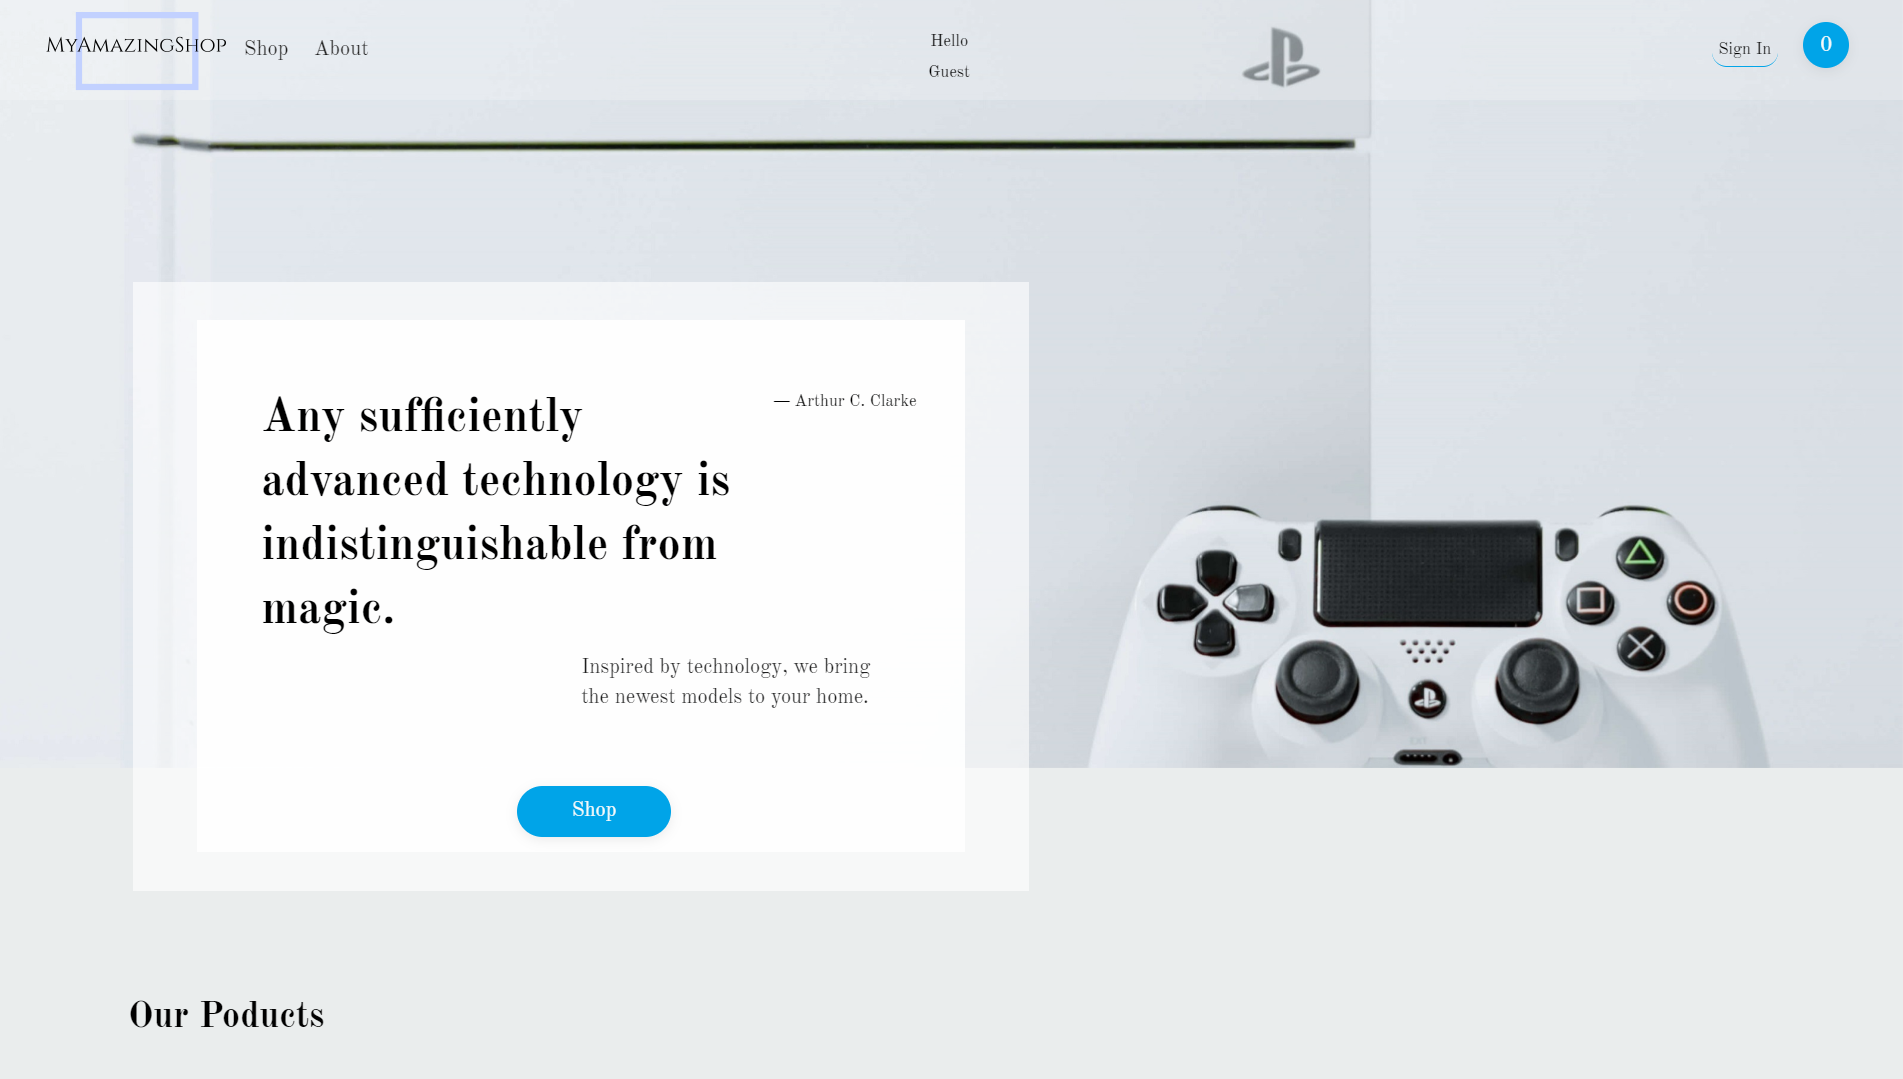 MyAmazingShop
Shop
About
Hello
Guest
Sign In
0
Any sufficiently
advanced technology is
indistinguishable from
magic.
— Arthur C. Clarke
Inspired by technology, we bring
the newest models to your home.
Shop
Our Poducts